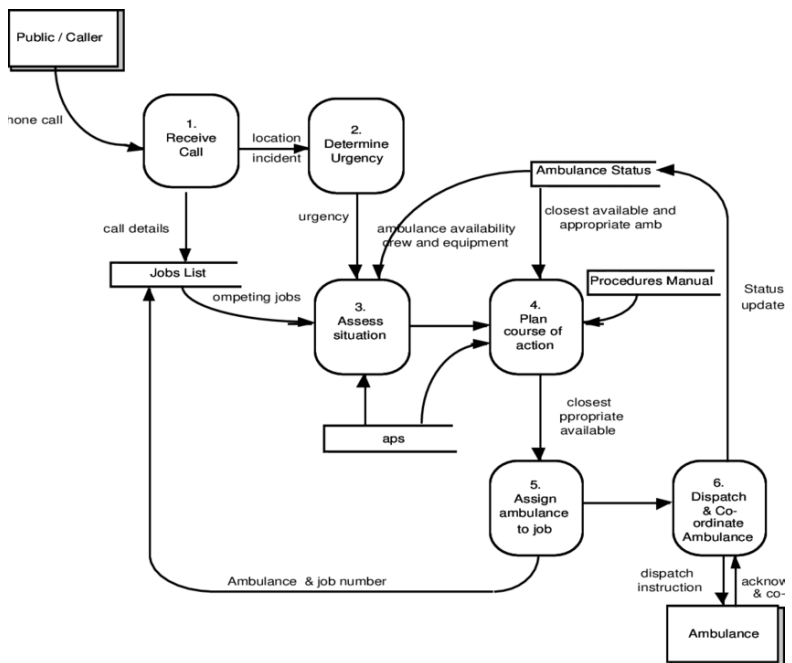 Public / Caller
hone call
1.
Receive
Call
location
incident
2.
Determine
Urgency
Ambulance Status
call details
urgency
ambulance availability
crew and equipment
closest available and
appropriate amb
Jobs List
ompeting jobs
Procedures Manual
3.
Assess
situation
4.
Plan
course of
action
Status
update
aps
closest
ppropriate
available
5.
Assign
ambulance
to job
6.
Dispatch
& Co-
ordinate
Ambulance
Ambulance & job number
dispatch
instruction
acknow
& co-
Ambulance